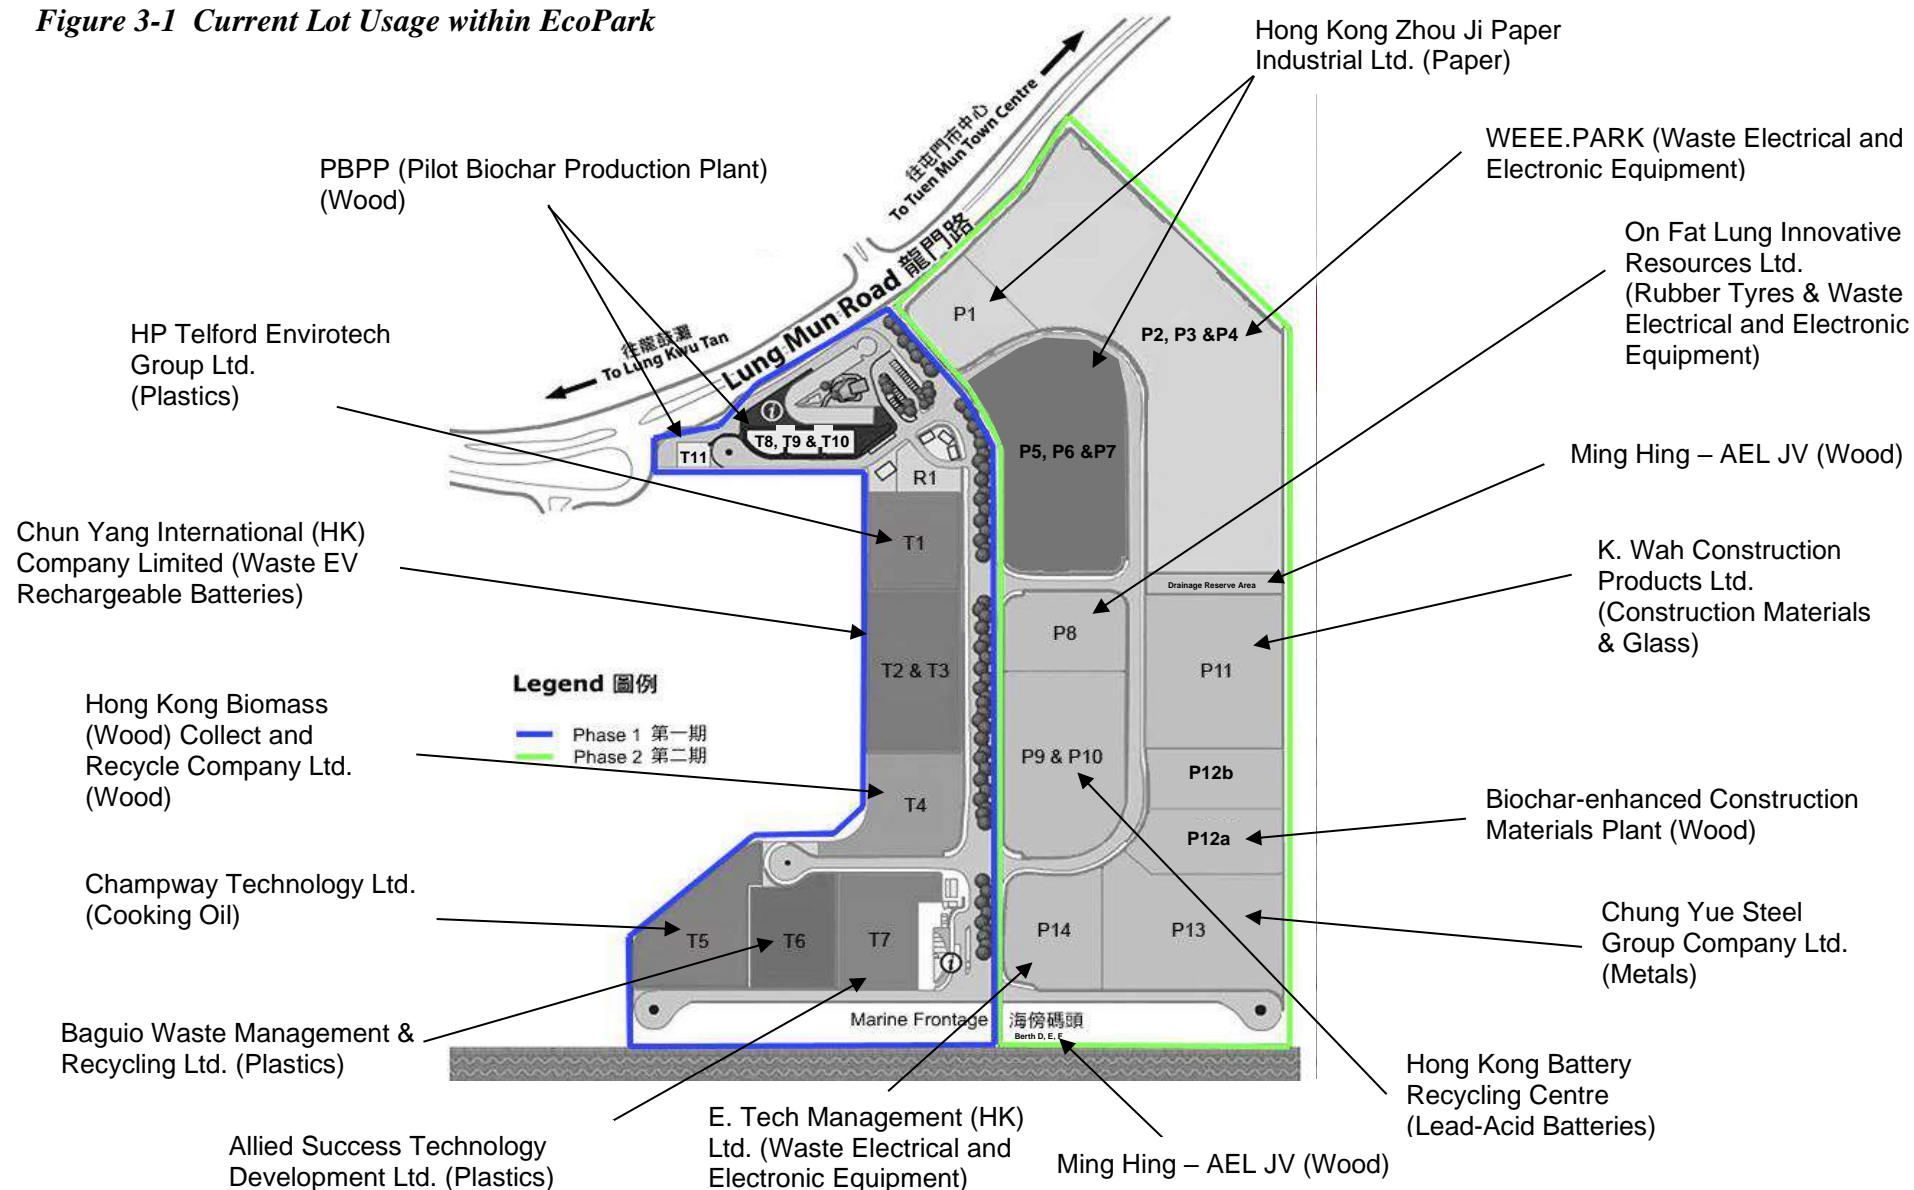 Figure 3-1 Current Lot Usage within EcoPark
Hong Kong Zhou Ji Paper
Industrial Ltd. (Paper)
往屯門市中心
To Tuen Mun Town Centre
WEEE.PARK (Waste Electrical and
Electronic Equipment)
PBPP (Pilot Biochar Production Plant)
(Wood)
On Fat Lung Innovative
Resources Ltd.
(Rubber Tyres & Waste
Electrical and Electronic
Equipment)
Lung Mun Road 龍門路
往龍鼓灘
To Lung Kwu Tan
HP Telford Envirotech
Group Ltd.
(Plastics)
P1
P2, P3 &P4
T8, T9 & T10
T11
P5, P6 &P7
R1
Ming Hing – AEL JV (Wood)
Chun Yang International (HK)
Company Limited (Waste EV
Rechargeable Batteries)
T1
K. Wah Construction
Products Ltd.
(Construction Materials
& Glass)
Drainage Reserve Area
P8
T2 & T3
P11
Legend 圖例
Phase 1 第一期
Phase 2 第二期
Hong Kong Biomass
(Wood) Collect and
Recycle Company Ltd.
(Wood)
P9 & P10
P12b
T4
P12a
Biochar-enhanced Construction
Materials Plant (Wood)
Champway Technology Ltd.
(Cooking Oil)
T5
T6
T7
P14
P13
Chung Yue Steel
Group Company Ltd.
(Metals)
Marine Frontage 海傍碼頭
Berth D, E, F
Baguio Waste Management &
Recycling Ltd. (Plastics)
Hong Kong Battery
Recycling Centre
(Lead-Acid Batteries)
Allied Success Technology
Development Ltd. (Plastics)
E. Tech Management (HK)
Ltd. (Waste Electrical and
Electronic Equipment)
Ming Hing – AEL JV (Wood)